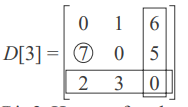 0 1 6
D[3] = ⑦ 0 5
2 3 0